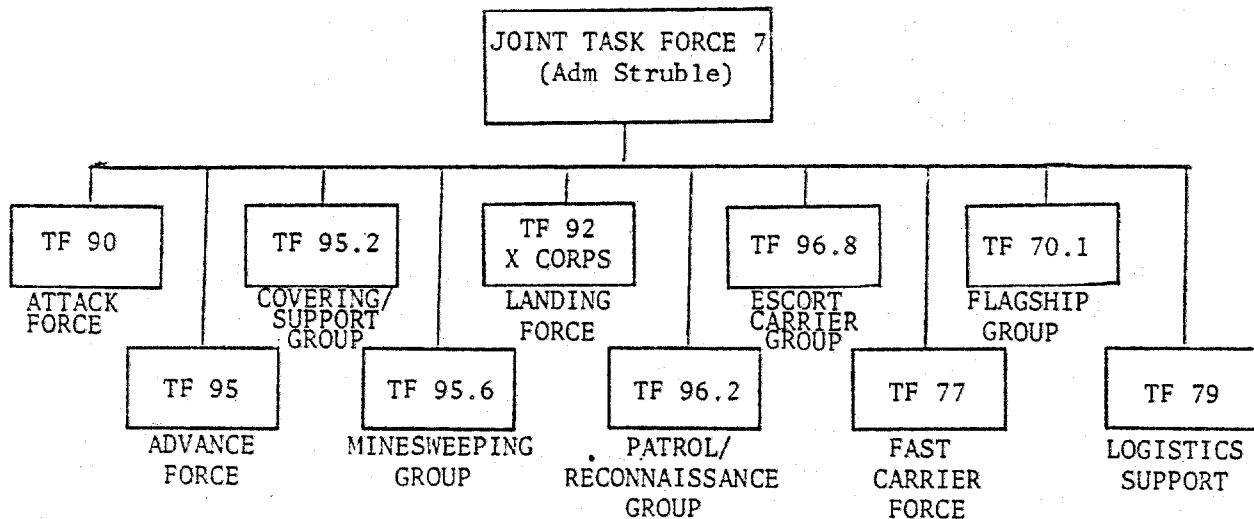 JOINT TASK FORCE 7
(Adm Struble)
TF 90
ATTACK
FORCE
TF 95.2
COVERING/
SUPPORT
GROUP
TF 92
X CORPS
LANDING
FORCE
TF 96.8
ESCORT
CARRIER
GROUP
TF 70.1
FLAGSHIP
GROUP
TF 95
ADVANCE
FORCE
TF 95.6
MINESWEEPING
GROUP
TF 96.2
PATROL/
RECONNAISSANCE
GROUP
TF 77
FAST
CARRIER
FORCE
TF 79
LOGISTICS
SUPPORT